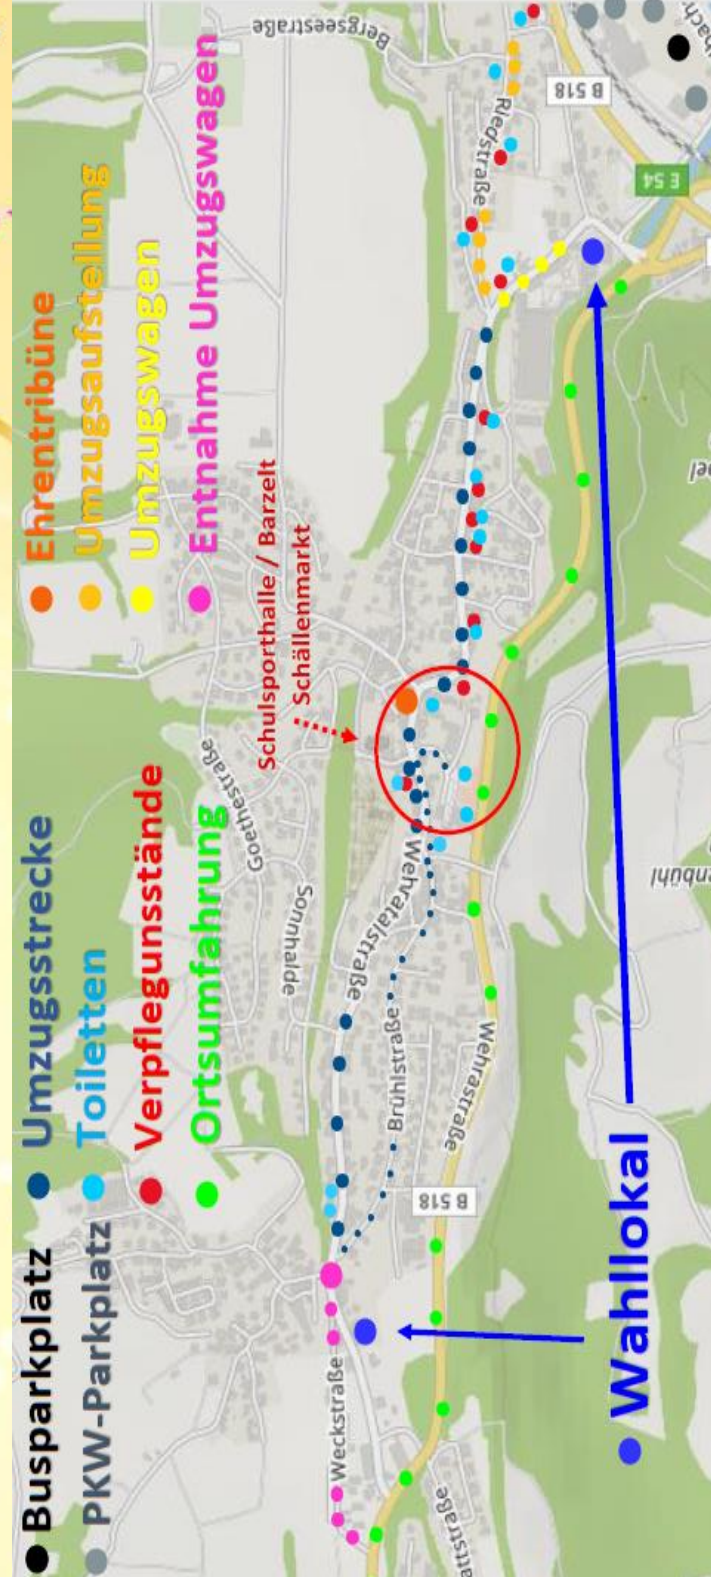 Busparkplatz
PKW-Parkplatz
Umzugsstrecke
Toiletten
Verpflegunsstände
Ortsumfahrung
Ehrentribüne
Umzugsaufstellung
Umzugswagen
Entnahme Umzugswagen
Schulsporthalle / Barzelt
Schällenmarkt
Wahllokal
Bergseestraße
Goethestraße
Sonnhalde
Riedstraße
B 518
E 54
Wehratalstraße
Brühlstraße
Wehrastraße
B 518
Weckstraße